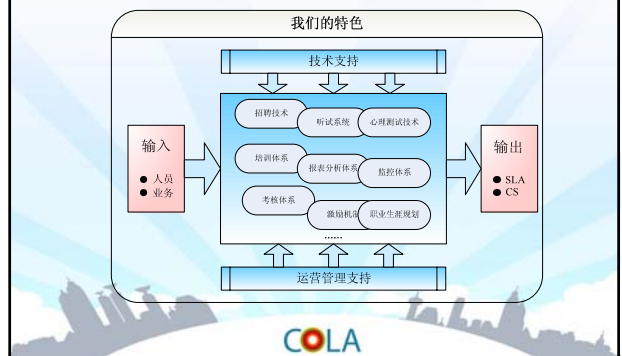 我们的特色
技术支持
招聘技术
听试系统
心理测试技术
输入
● 人员
● 业务
培训体系
报表分析体系
监控体系
输出
● SLA
● CS
考核体系
激励机制
职业生涯规划
......
运营管理支持
COLA